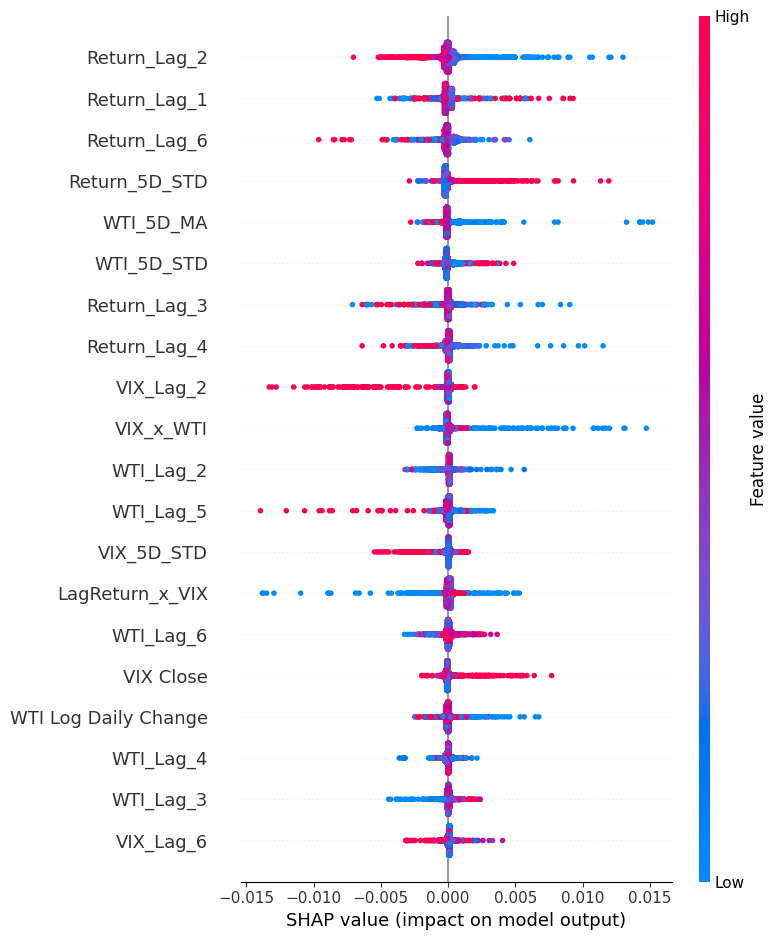 High
Return_Lag_2
Return_Lag_1
Return_Lag_6
Return_5D_STD
WTI_5D_MA
WTI_5D_STD
Return_Lag_3
Return_Lag_4
VIX_Lag_2
VIX_x_WTI
WTI_Lag_2
WTI_Lag_5
VIX_5D_STD
LagReturn_x_VIX
WTI_Lag_6
VIX Close
WTI Log Daily Change
WTI_Lag_4
WTI_Lag_3
VIX_Lag_6
Feature value
Low
−0.015 −0.010 −0.005 0.000 0.005 0.010 0.015
SHAP value (impact on model output)